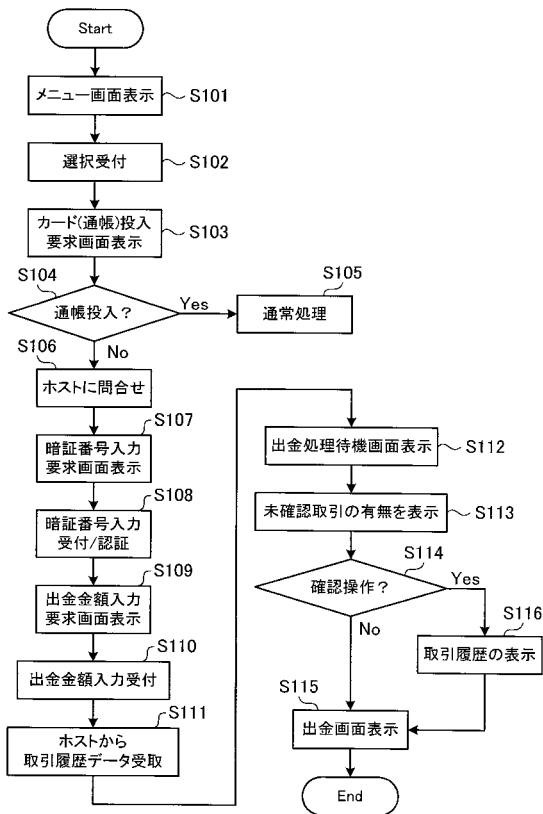 Start
メニュー画面表示
S101
選択受付
S102
カード(通帳)投入
要求画面表示
S103
S104
通帳投入？
Yes
S105
通常処理
No
S106
ホストに問合せ
S107
暗証番号入力
要求画面表示
S108
暗証番号入力
受付/認証
S109
出金金額入力
要求画面表示
S110
出金金額入力受付
S111
ホストから
取引履歴データ受取
出金処理待機画面表示
S112
未確認取引の有無を表示
S113
S114
確認操作？
Yes
No
S116
取引履歴の表示
S115
出金画面表示
End